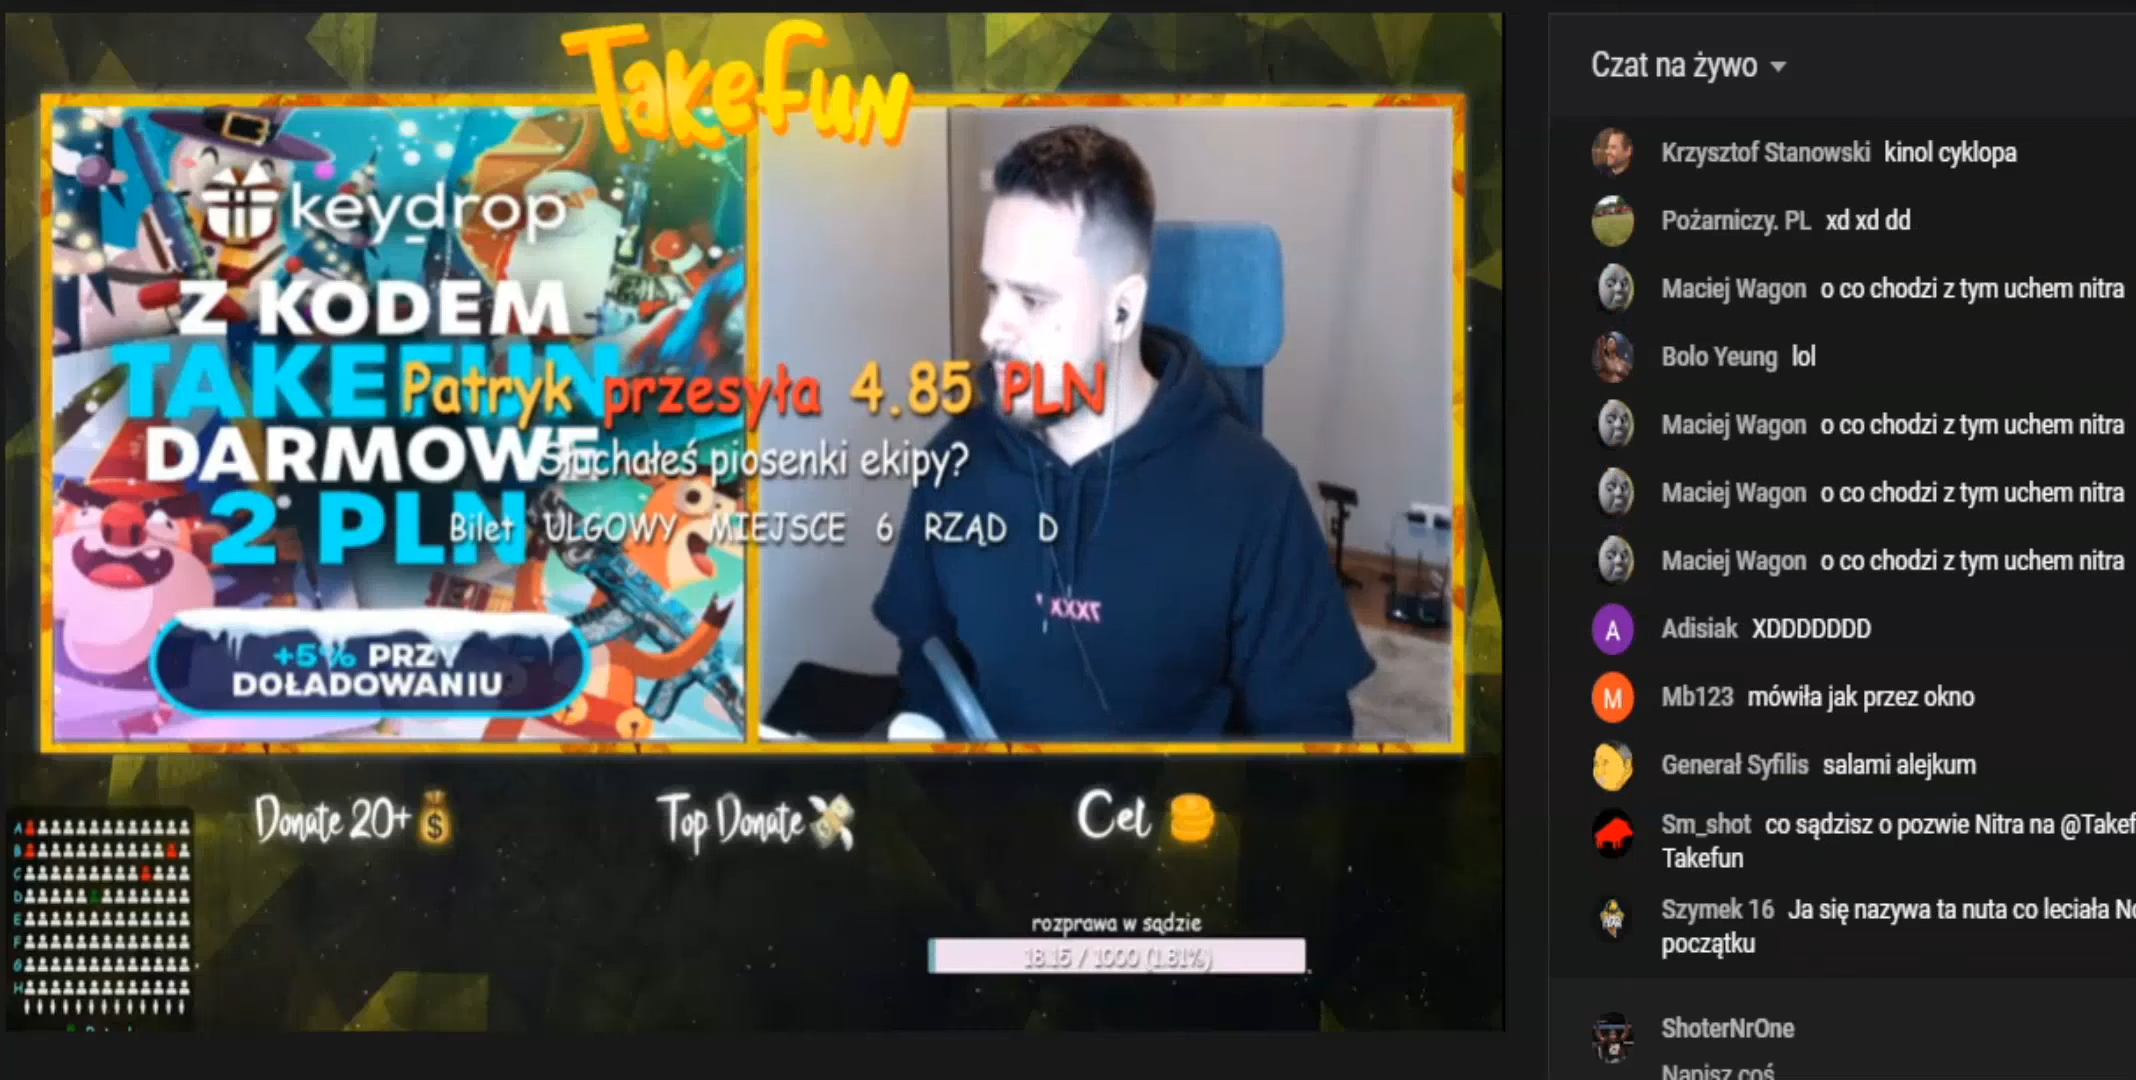 TakeFun
keydrop
Z KODEM
TAKEFUN
DARMOWE
2 PLN
+5% PRZY
DOŁADOWANIU
Patryk przesyła 4.85 PLN
Słuchałeś piosenki ekipy?
Bilet ULGOWY MIEJSCE 6 RZĄD D
Donate 20+
Top Donate
Cel
rozprawa w sądzie
18.15 / 1000 (1.81%)
A
B
C
D
E
F
G
H
Czat na żywo
Krzysztof Stanowski kinol cyklopa
Pożarniczy. PL xd xd dd
Maciej Wagon o co chodzi z tym uchem nitra
Bolo Yeung lol
Maciej Wagon o co chodzi z tym uchem nitra
Maciej Wagon o co chodzi z tym uchem nitra
Maciej Wagon o co chodzi z tym uchem nitra
A
Adisiak XDDDDDDD
M
Mb123 mówiła jak przez okno
Generał Syfilis salami alejkum
Sm_shot co sądzisz o pozwie Nitra na @Takef
Takefun
Szymek 16 Ja się nazywa ta nuta co leciała
początku
ShoterNrOne
Napisz coś